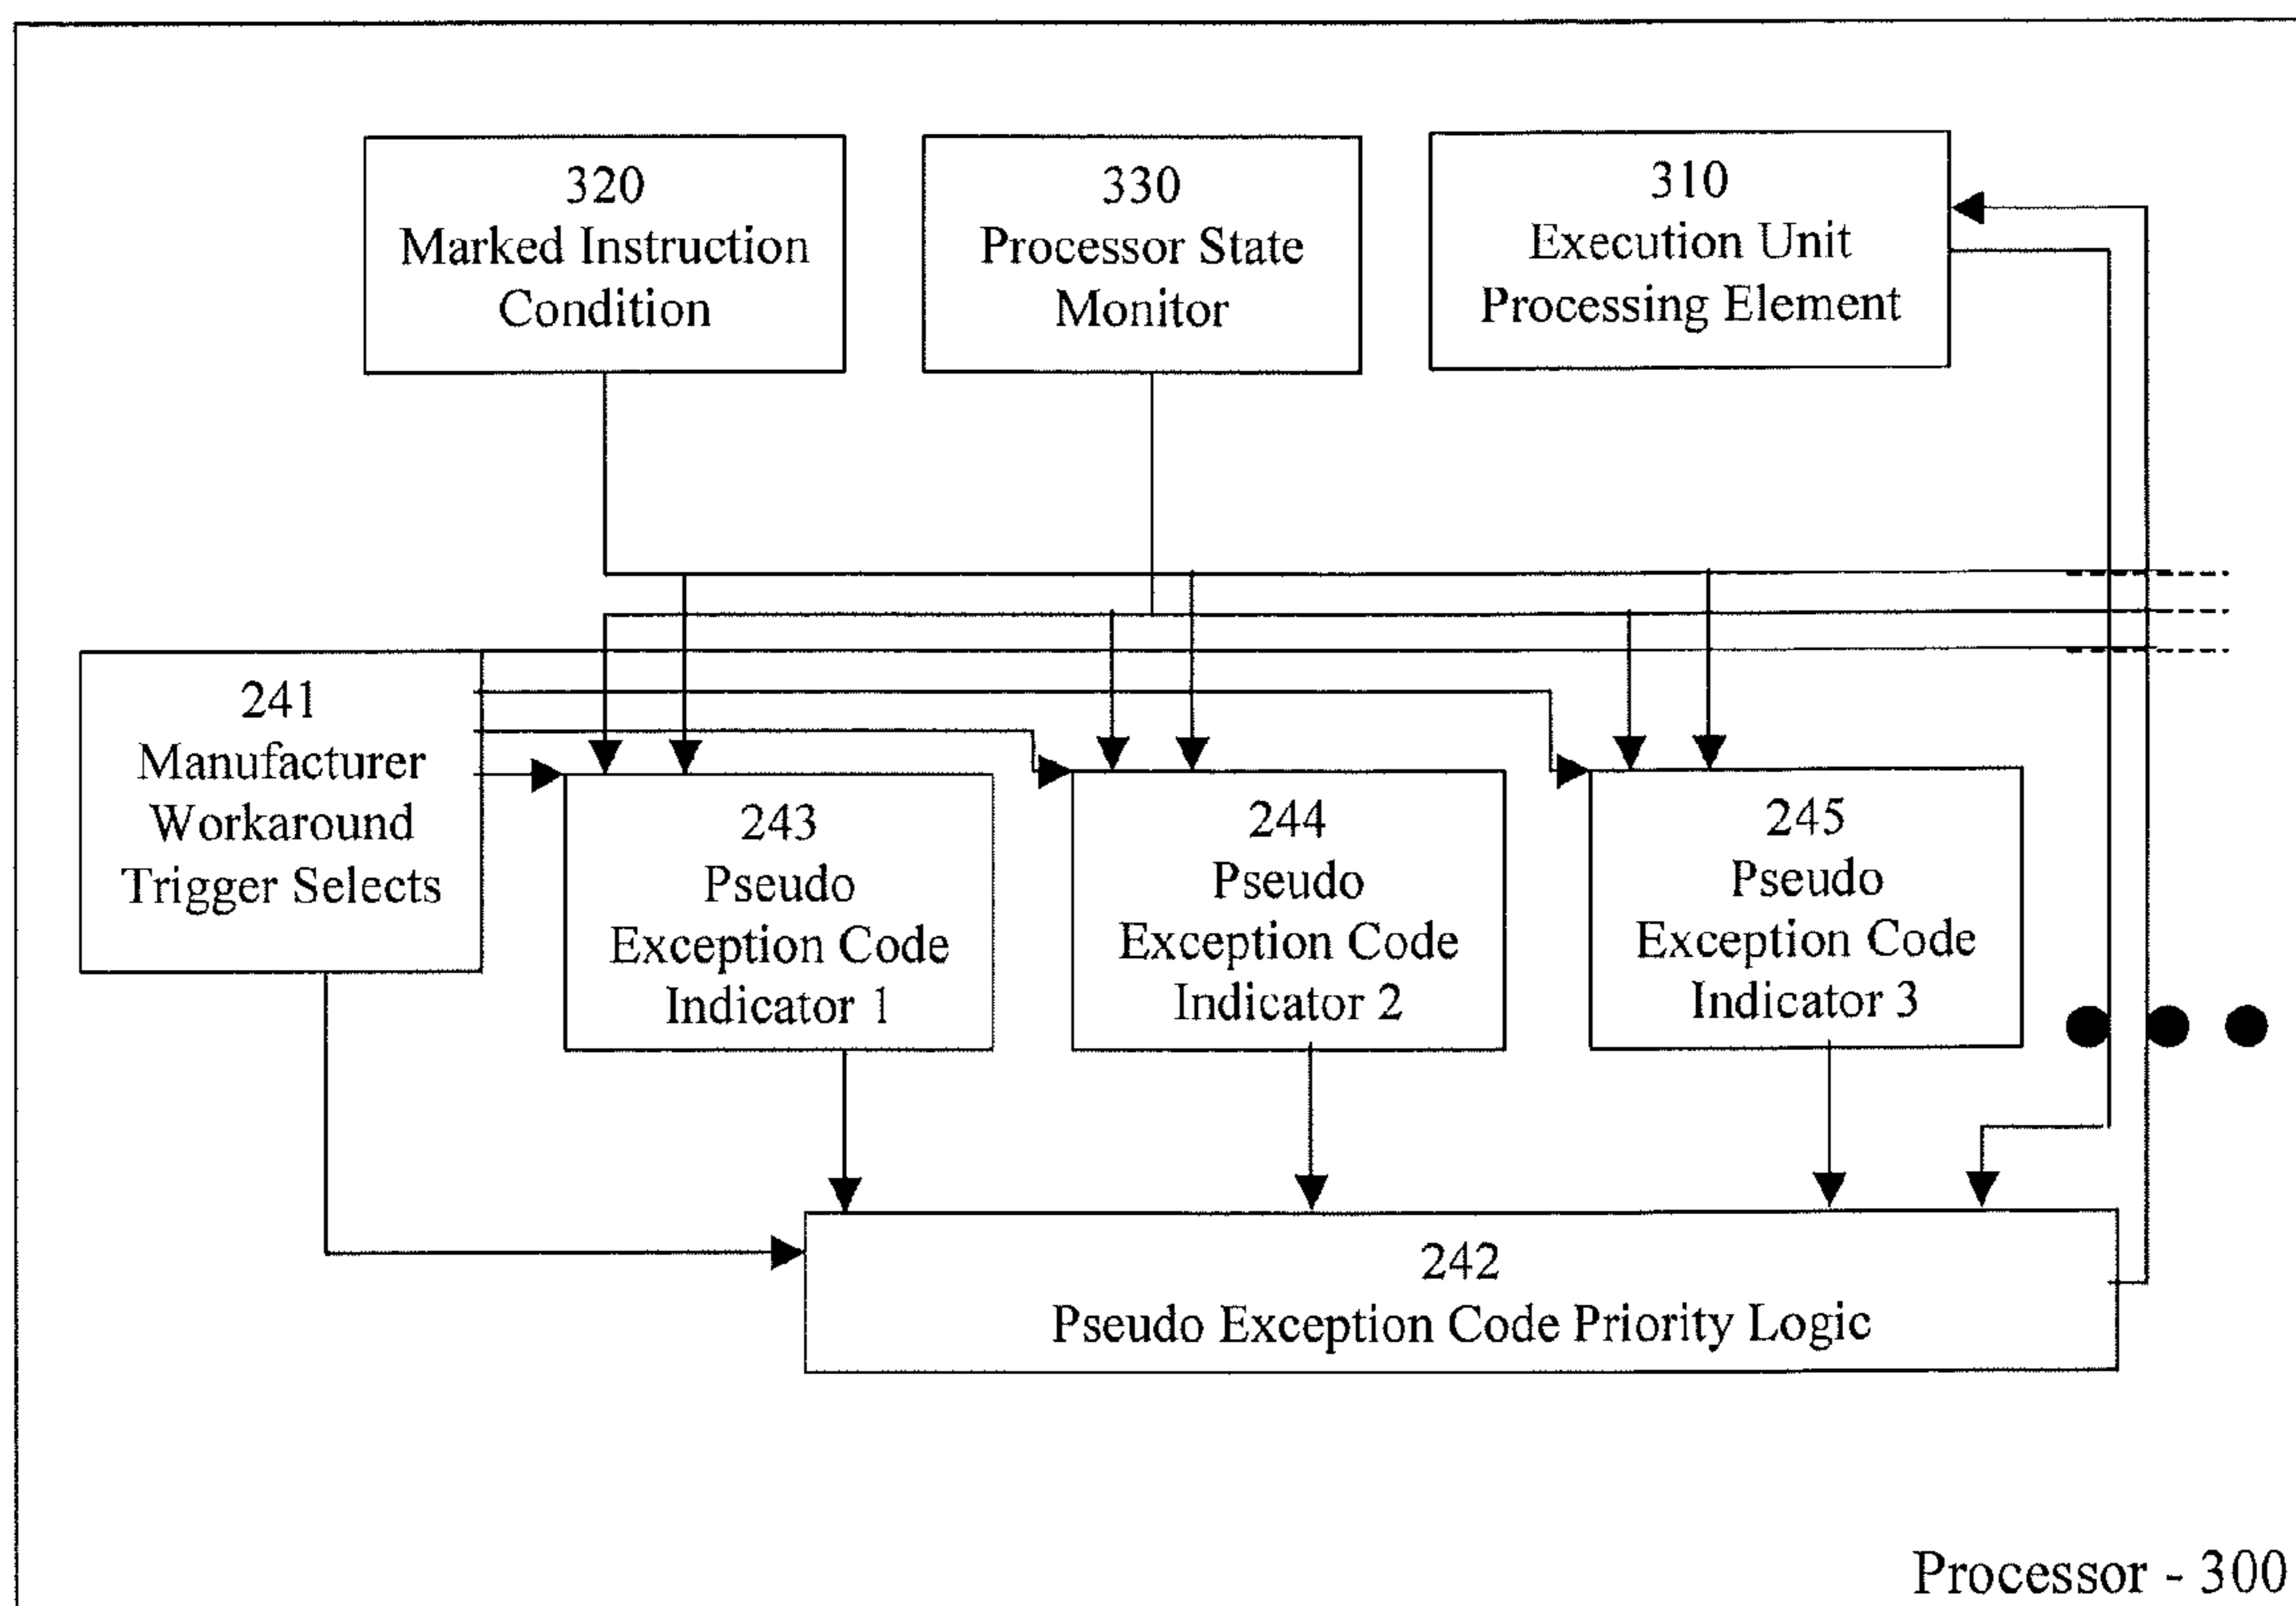 320
Marked Instruction
Condition
330
Processor State
Monitor
310
Execution Unit
Processing Element
241
Manufacturer
Workaround
Trigger Selects
243
Pseudo
Exception Code
Indicator 1
244
Pseudo
Exception Code
Indicator 2
245
Pseudo
Exception Code
Indicator 3
242
Pseudo Exception Code Priority Logic
Processor - 300